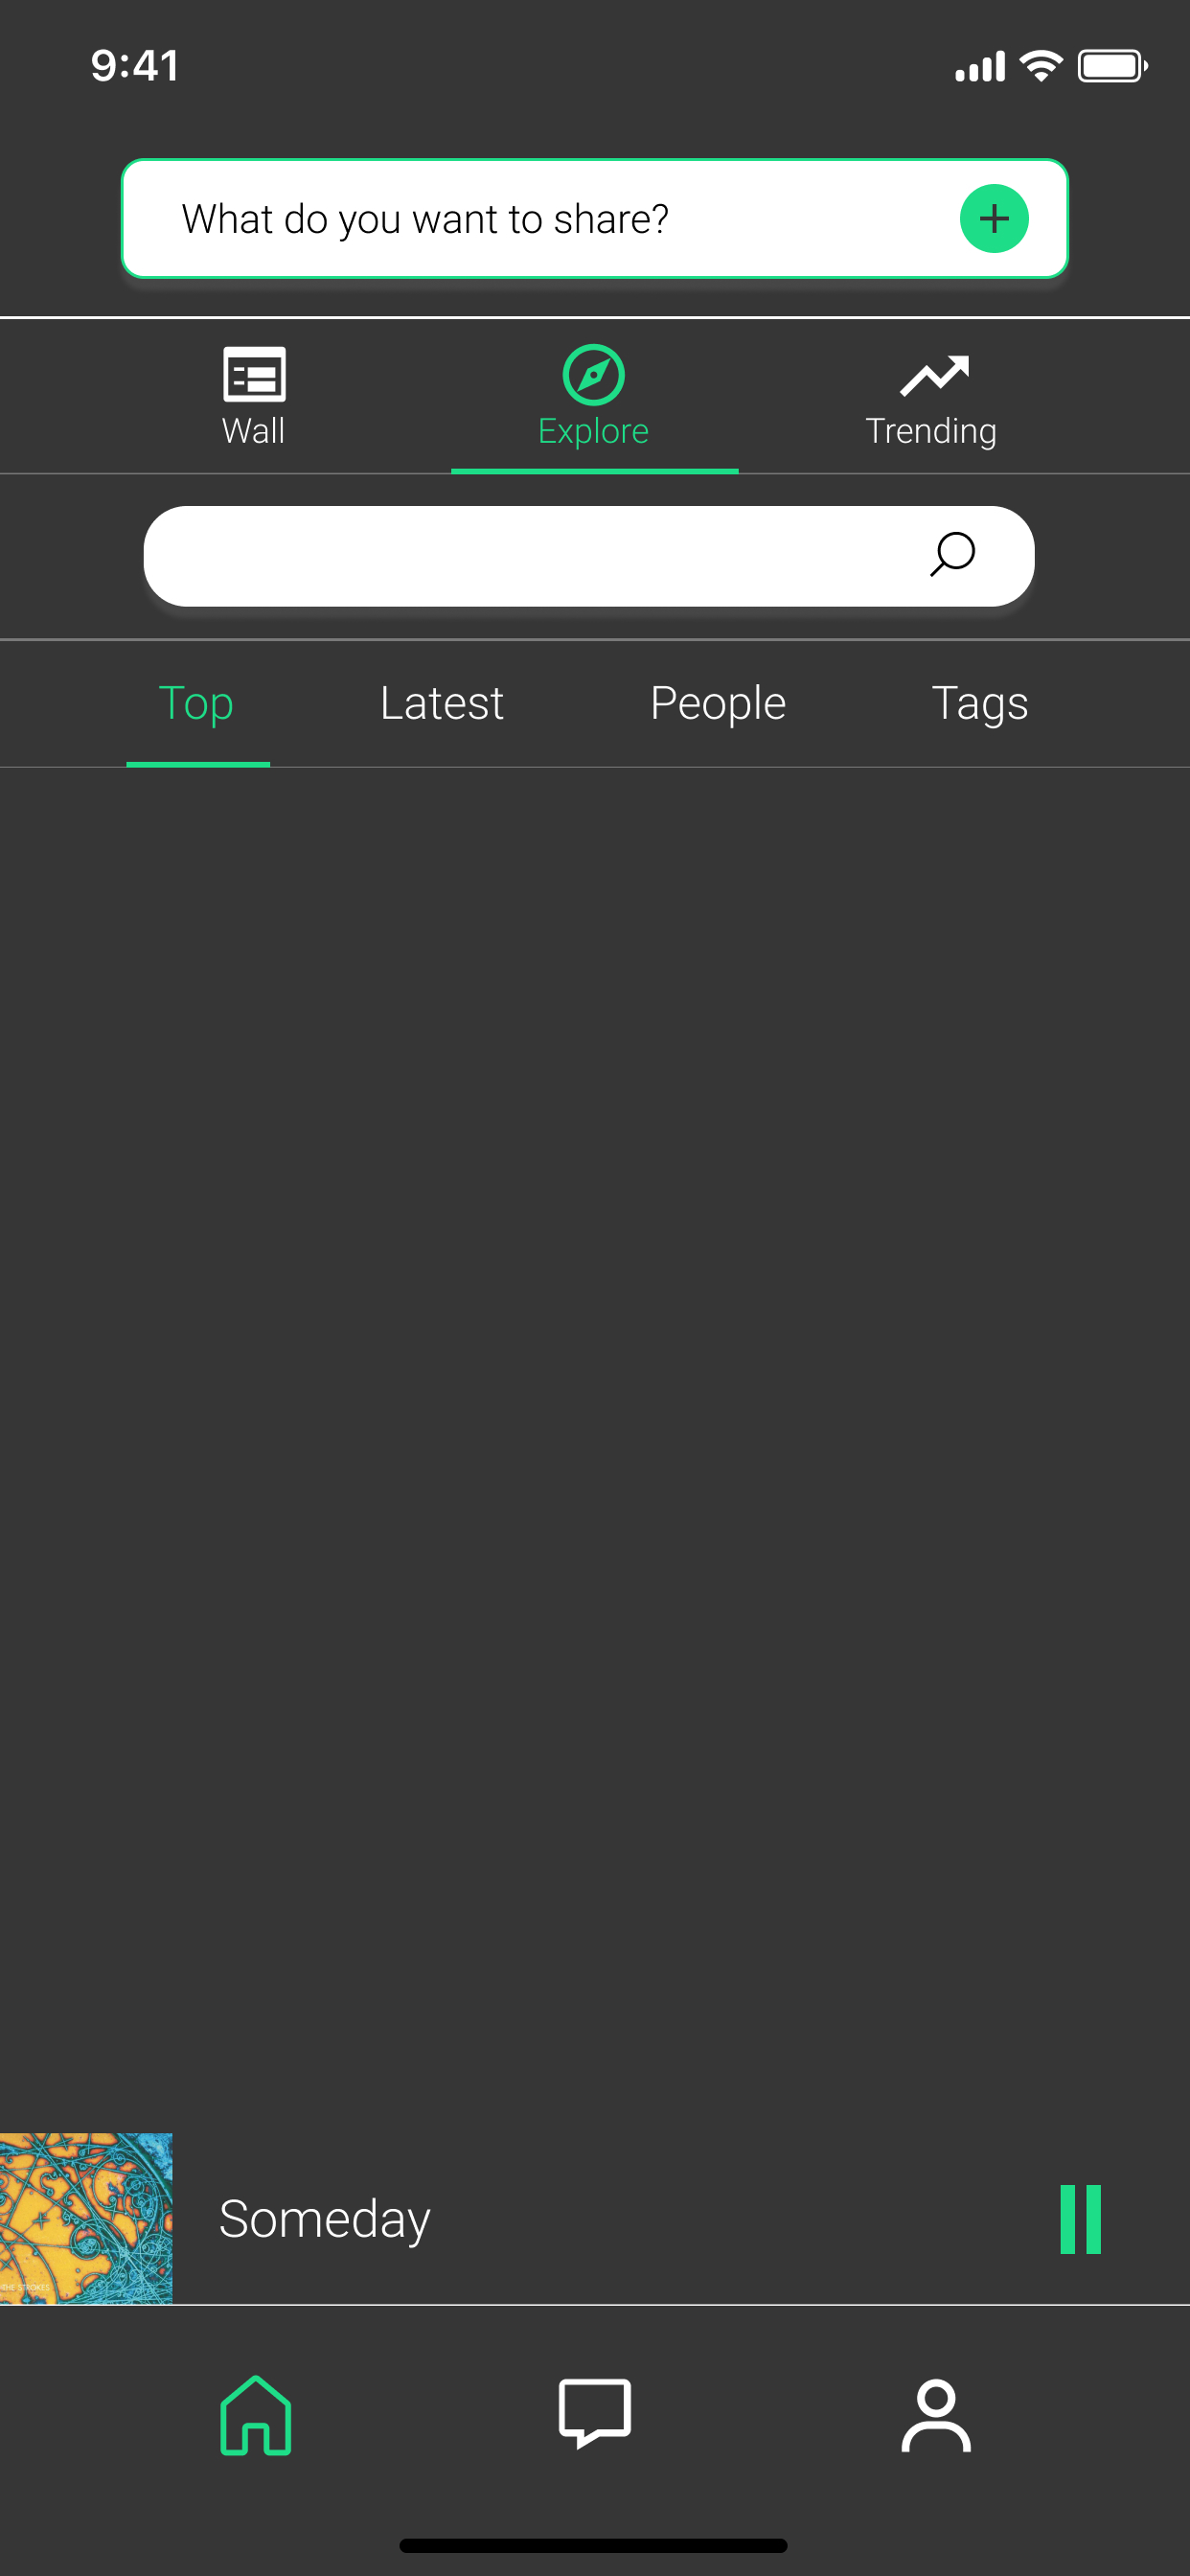 9:41
What do you want to share?
Wall
Explore
Trending
Top
Latest
People
Tags
Someday
THE STROKES